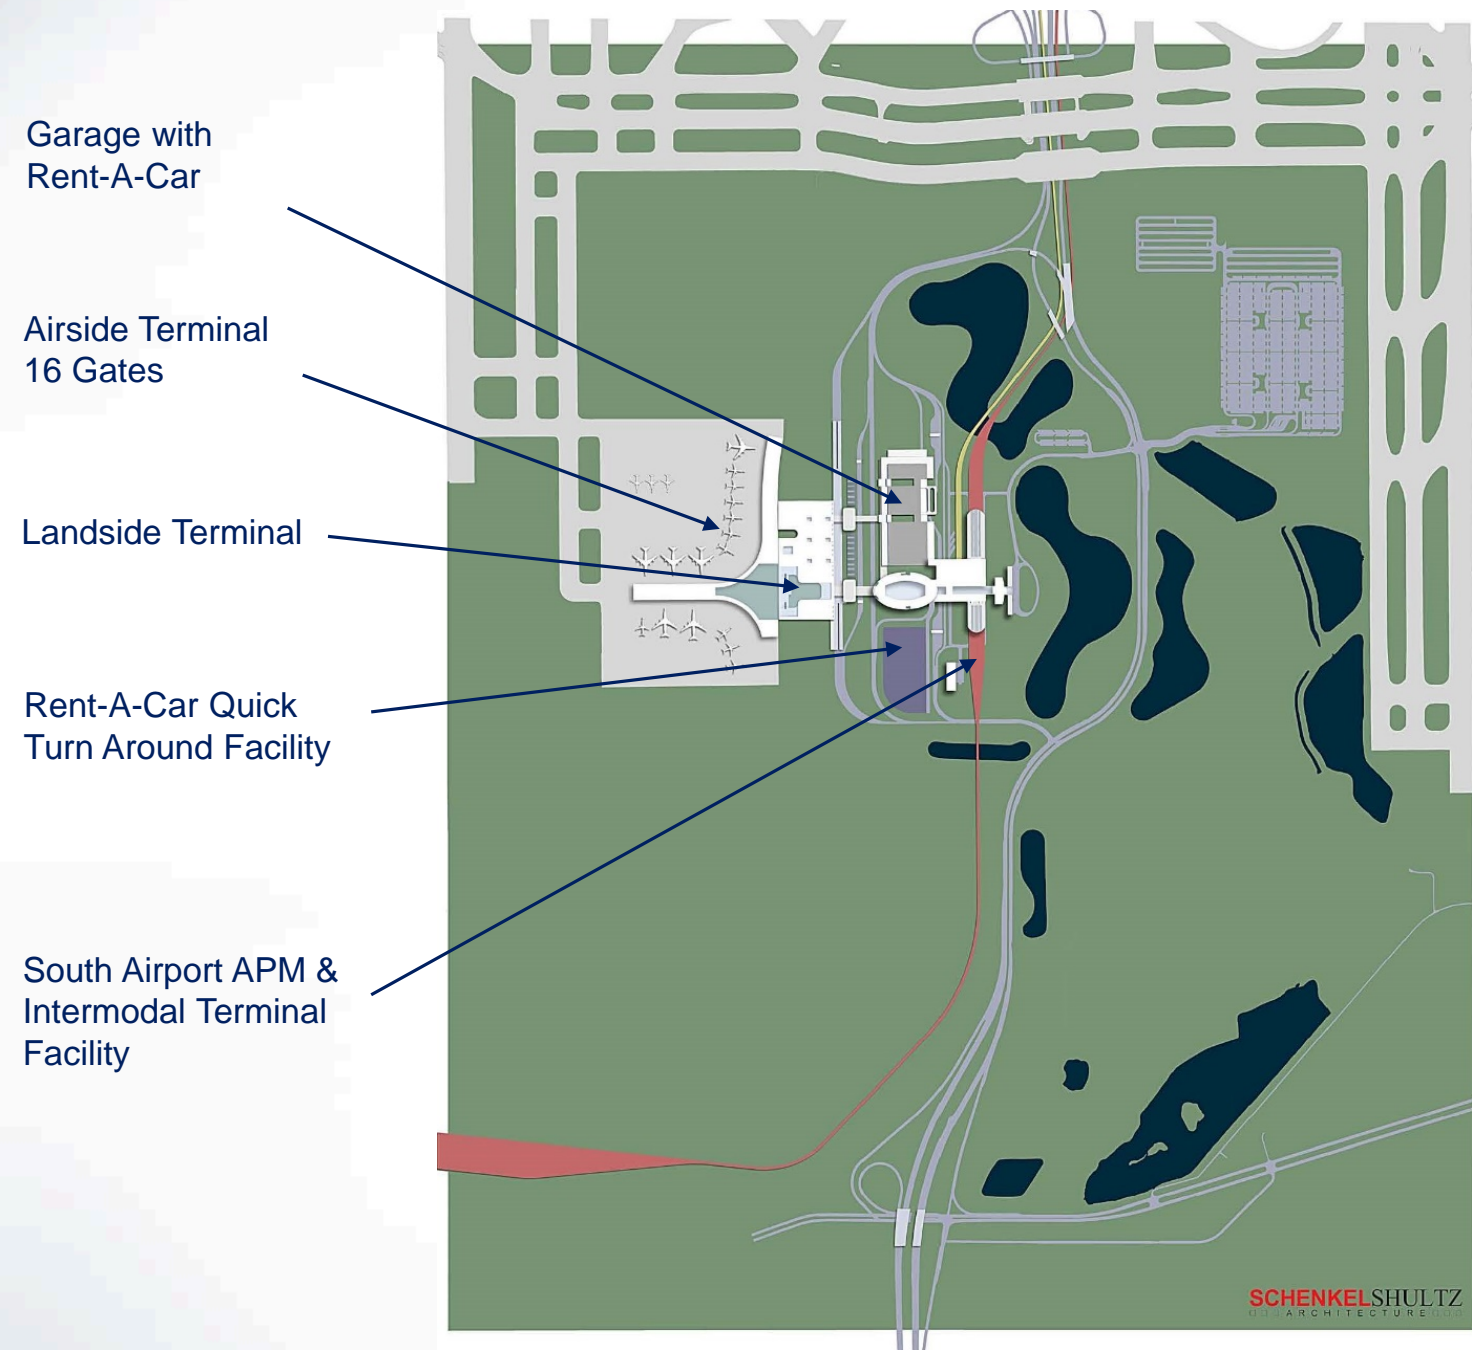 Garage with
Rent-A-Car
Airside Terminal
16 Gates
Landside Terminal
Rent-A-Car Quick
Turn Around Facility
South Airport APM &
Intermodal Terminal
Facility
SCHENKELSHULTZ
ARCHITECTURE